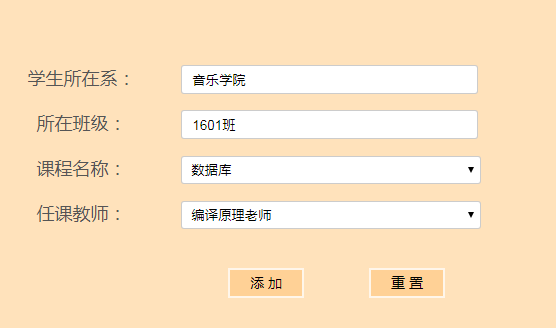 学生所在系： 音乐学院
所在班级： 1601班
课程名称： 数据库
任课教师： 编译原理老师
添 加 重 置